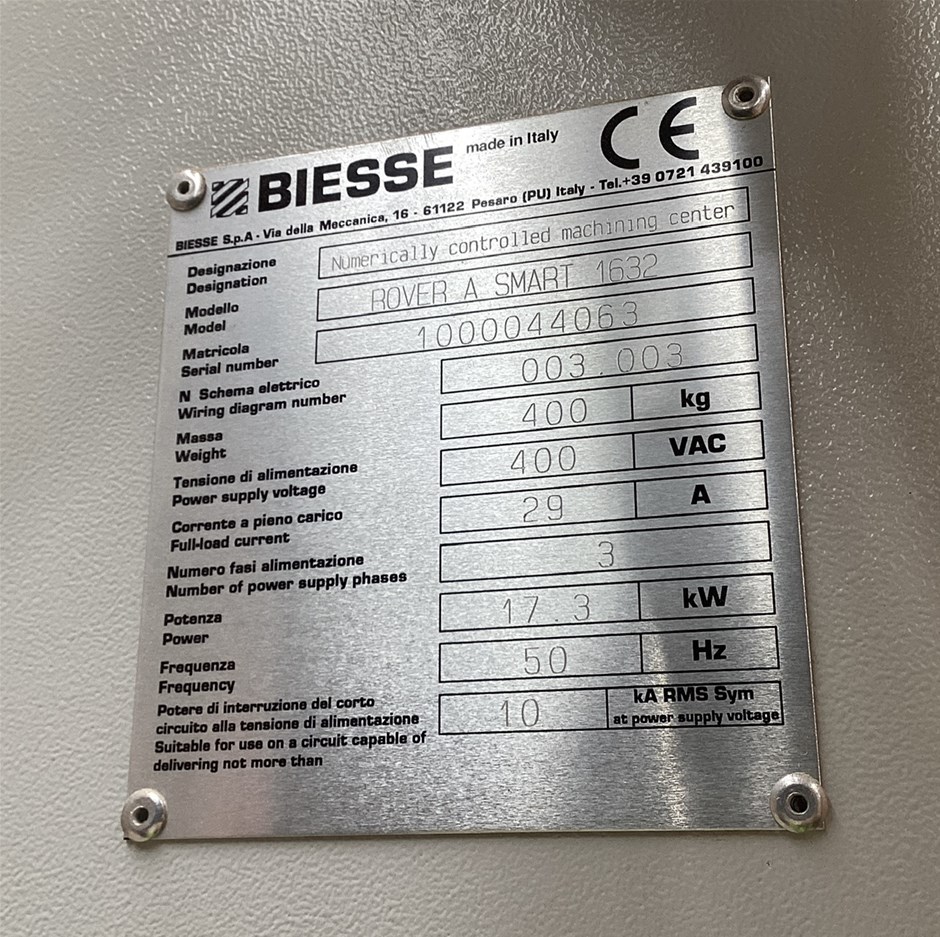 BIESSE made in Italy CE
BIESSE S.p.A - Via della Meccanica, 16 - 61122 Pesaro (PU) Italy - Tel.+39 0721 439100
Designazione
Designation
Numerically controlled machining center
Modello
Model
ROVER A SMART 1632
Matricola
Serial number
1000044063
N Schema elettrico
Wiring diagram number
003.003
Massa
Weight
400 kg
Tensione di alimentazione
Power supply voltage
400 VAC
Corrente a pieno carico
Full-load current
29 A
Numero fasi alimentazione
Number of power supply phases
3
Potenza
Power
17.3 kW
Frequenza
Frequency
50 Hz
Potere di interruzione del corto
circuito alla tensione di alimentazione
Suitable for use on a circuit capable of
delivering not more than
10 kA RMS Sym
at power supply voltage